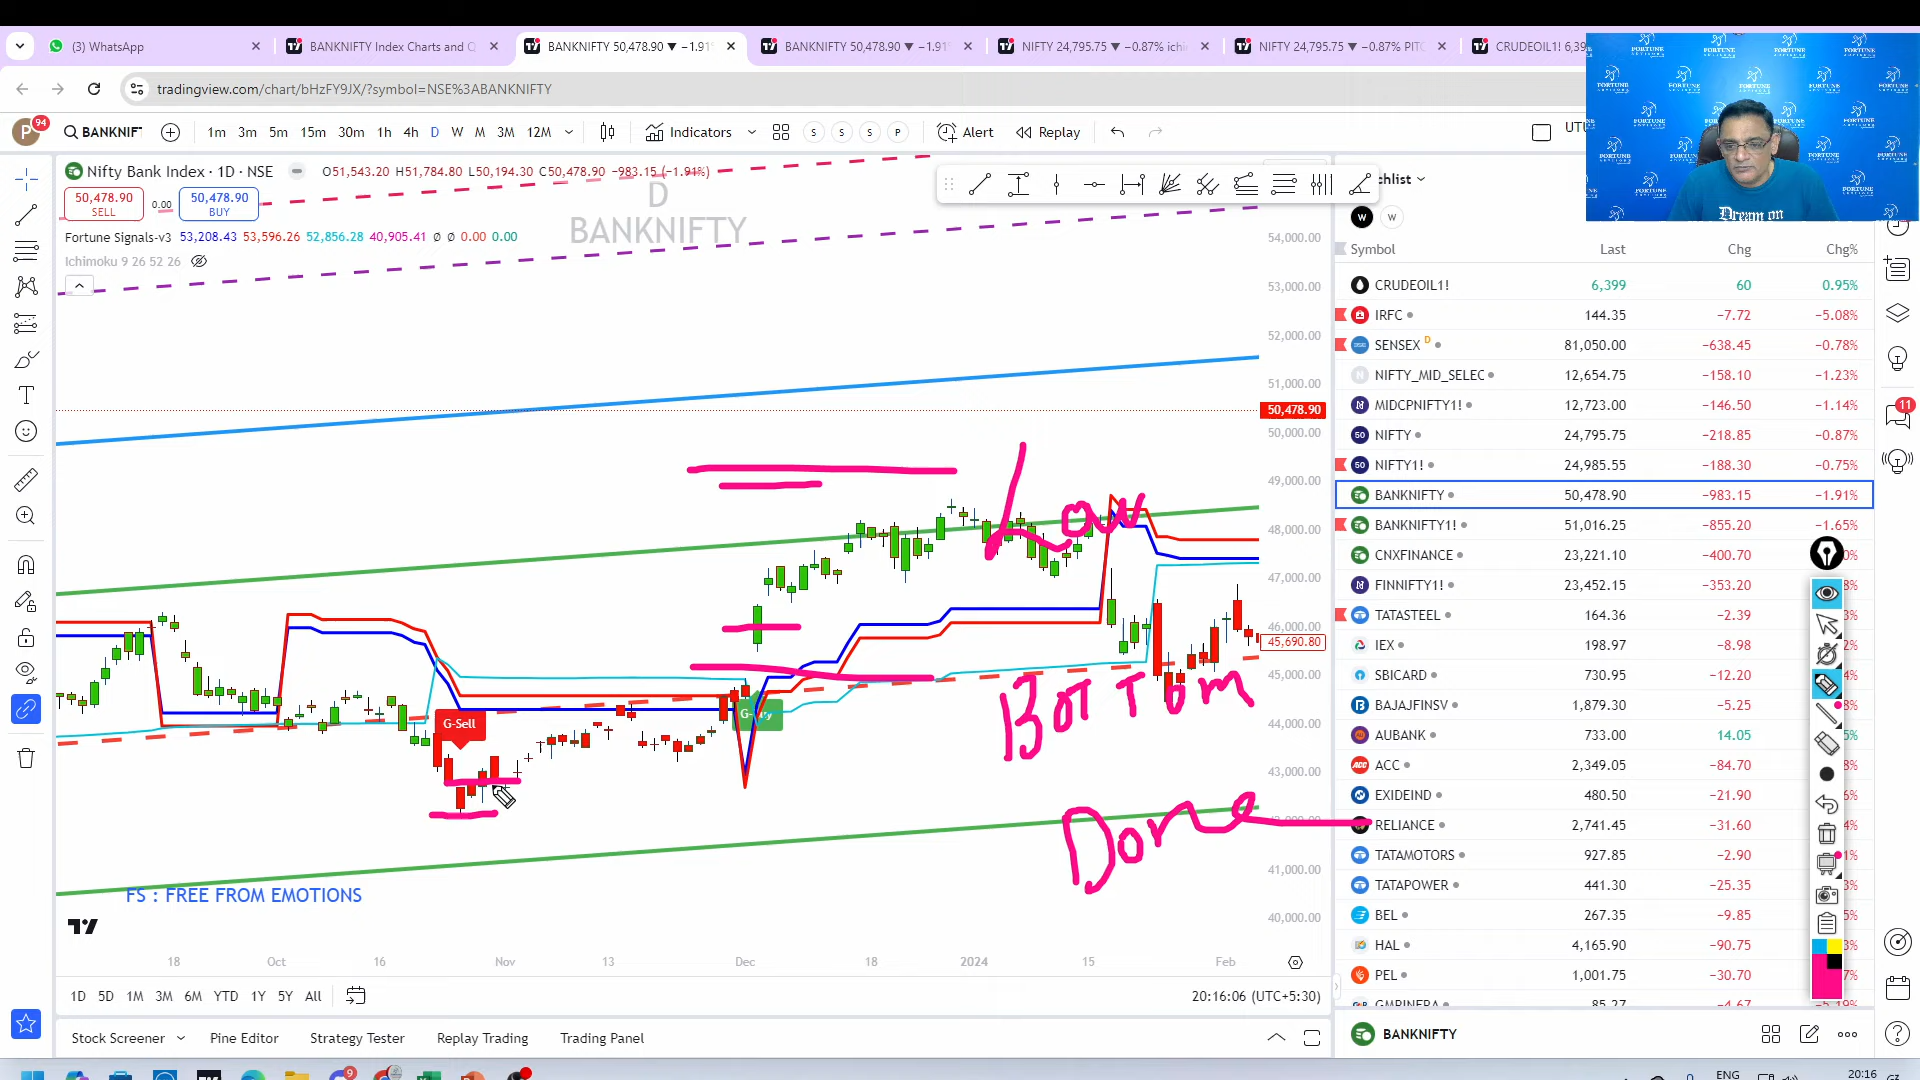 (3) WhatsApp
BANKNIFTY Index Charts and Q
BANKNIFTY 50,478.90 ▼ −1.91
BANKNIFTY 50,478.90 ▼ −1.91
NIFTY 24,795.75 ▼ −0.87% ichi
NIFTY 24,795.75 ▼ −0.87% PITC
CRUDEOIL1! 6,39
tradingview.com/chart/bHzFY9JX/?symbol=NSE%3ABANKNIFTY
P 94
BANKNIF 1m 3m 5m 15m 30m 1h 4h D W M 3M 12M Indicators S S S P Alert Replay
Nifty Bank Index · 1D · NSE O51,543.20 H51,784.80 L50,194.30 C50,478.90 −983.15 (−1.91%)
50,478.90 SELL 0.00 50,478.90 BUY
Fortune Signals-v3 53,208.43 53,596.26 52,856.28 40,905.41 ∅ ∅ 0.00 0.00
Ichimoku 9 26 52 26
D
BANKNIFTY
54,000.00
53,000.00
52,000.00
51,000.00
50,478.90
50,000.00
49,000.00
48,000.00
47,000.00
46,000.00
45,690.80
45,000.00
44,000.00
43,000.00
41,000.00
40,000.00
Low
BOTTOM
Done
G-Sell
FS : FREE FROM EMOTIONS
18 Oct 16 Nov 13 Dec 18 2024 15 Feb
1D 5D 1M 3M 6M YTD 1Y 5Y All
20:16:06 (UTC+5:30)
Stock Screener Pine Editor Strategy Tester Replay Trading Trading Panel
W W
Symbol Last Chg Chg%
CRUDEOIL1! 6,399 60 0.95%
IRFC 144.35 −7.72 −5.08%
SENSEX D 81,050.00 −638.45 −0.78%
NIFTY_MID_SELEC 12,654.75 −158.10 −1.23%
MIDCPNIFTY1! 12,723.00 −146.50 −1.14%
NIFTY 24,795.75 −218.85 −0.87%
NIFTY1! 24,985.55 −188.30 −0.75%
BANKNIFTY 50,478.90 −983.15 −1.91%
BANKNIFTY1! 51,016.25 −855.20 −1.65%
CNXFINANCE 23,221.10 −400.70
FINNIFTY1! 23,452.15 −353.20
TATASTEEL 164.36 −2.39
IEX 198.97 −8.98
SBICARD 730.95 −12.20
BAJAJFINSV 1,879.30 −5.25
AUBANK 733.00 14.05
ACC 2,349.05 −84.70
EXIDEIND 480.50 −21.90
RELIANCE 2,741.45 −31.60
TATAMOTORS 927.85 −2.90
TATAPOWER 441.30 −25.35
BEL 267.35 −9.85
HAL 4,165.90 −90.75
PEL 1,001.75 −30.70
BANKNIFTY
11
FORTUNE
Dream on
ENG
20:16